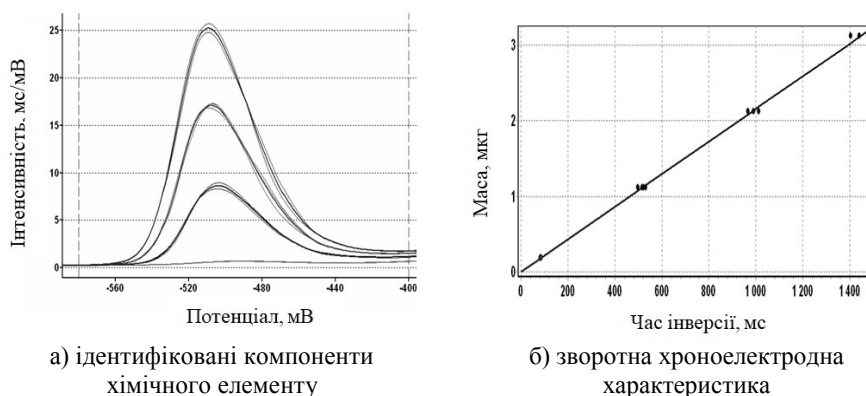 25
20
15
10
5
0
-560
-520
-480
-440
-400
Інтенсивність. мс/мВ
Потенціал, мВ
а) ідентифіковані компоненти
хімічного елементу
3
2
1
0
0
200
400
600
800
1000
1 200
1 400
Маса, мкг
Час інверсії, мс
б) зворотна хроноелектродна
характеристика